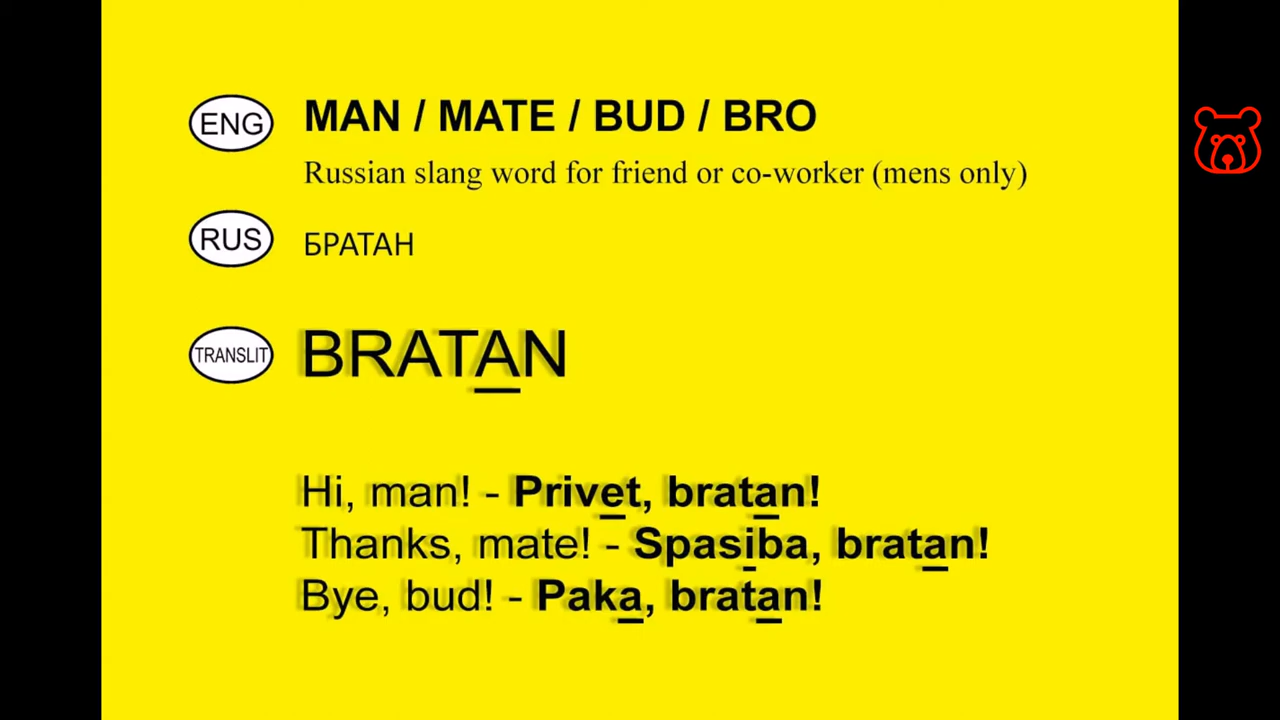 ENG MAN / MATE / BUD / BRO
Russian slang word for friend or co-worker (mens only)
RUS БРАТАН
TRANSLIT BRATAN
Hi, man! - Privet, bratan!
Thanks, mate! - Spasiba, bratan!
Bye, bud! - Paka, bratan!